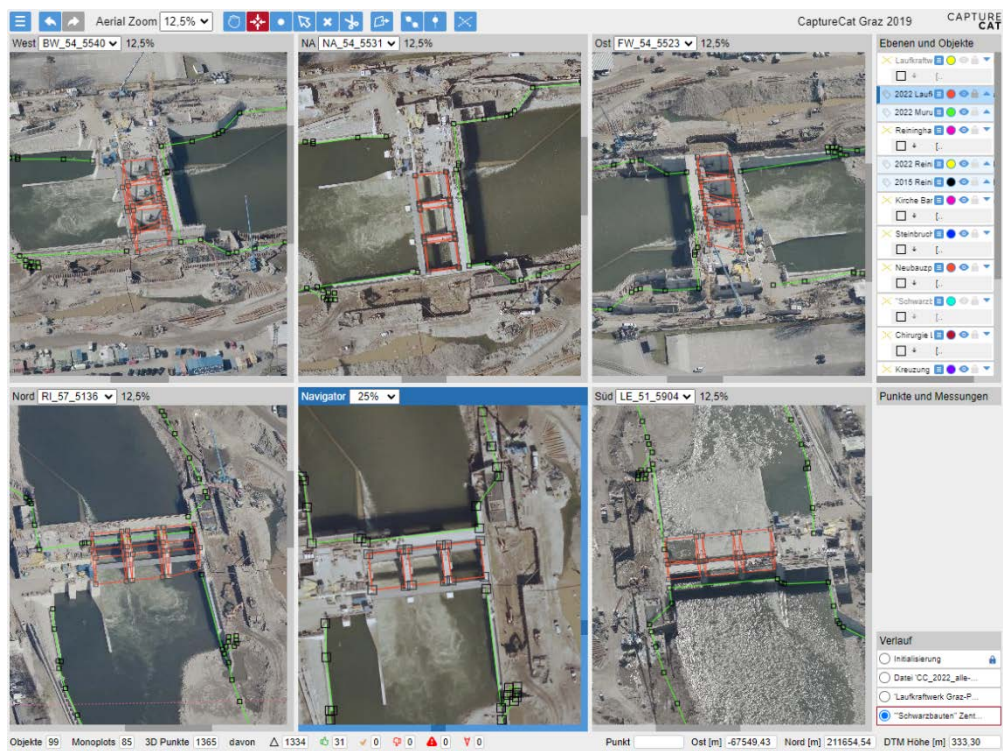 Aerial Zoom 12,5%
CaptureCat Graz 2019
CAPTURE
CAT
West BW_54_5540 12,5%
NA NA_54_5531 12,5%
Ost FW_54_5523 12,5%
Ebenen und Objekte
Laufkraftw
[..
2022 Laufl
2022 Muru
Reiningha
[..
2022 Reini
2015 Reini
Kirche Bar
[..
Steinbruch
[..
Neubauzp
[..
"Schwarzb
[..
Chirurgie L
[..
Kreuzung
Nord RI_57_5136 12,5%
Navigator 25%
Süd LE_51_5904 12,5%
Punkte und Messungen
Verlauf
Initialisierung
Datei 'CC_2022_alle-...
'Laufkraftwerk Graz-P...
'"Schwarzbauten" Zent...
Objekte 99 Monoplots 85 3D Punkte 1365 davon 1334 31 0 0 0 0
Punkt Ost [m] -67549,43 Nord [m] 211654,54 DTM Höhe [m] 333,30